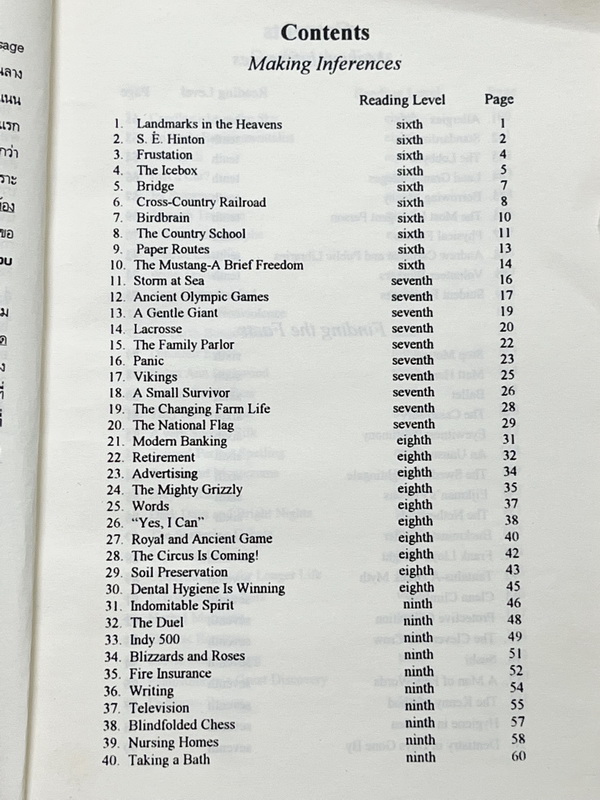 Contents
Making Inferences
Reading Level Page
1. Landmarks in the Heavens sixth 1
2. S. E. Hinton sixth 2
3. Frustation sixth 4
4. The Icebox sixth 5
5. Bridge sixth 7
6. Cross-Country Railroad sixth 8
7. Birdbrain sixth 10
8. The Country School sixth 11
9. Paper Routes sixth 13
10. The Mustang-A Brief Freedom sixth 14
11. Storm at Sea seventh 16
12. Ancient Olympic Games seventh 17
13. A Gentle Giant seventh 19
14. Lacrosse seventh 20
15. The Family Parlor seventh 22
16. Panic seventh 23
17. Vikings seventh 25
18. A Small Survivor seventh 26
19. The Changing Farm Life seventh 28
20. The National Flag seventh 29
21. Modern Banking eighth 31
22. Retirement eighth 32
23. Advertising eighth 34
24. The Mighty Grizzly eighth 35
25. Words eighth 37
26. “Yes, I Can” eighth 38
27. Royal and Ancient Game eighth 40
28. The Circus Is Coming! eighth 42
29. Soil Preservation eighth 43
30. Dental Hygiene Is Winning eighth 45
31. Indomitable Spirit ninth 46
32. The Duel ninth 48
33. Indy 500 ninth 49
34. Blizzards and Roses ninth 51
35. Fire Insurance ninth 52
36. Writing ninth 54
37. Television ninth 55
38. Blindfolded Chess ninth 57
39. Nursing Homes ninth 58
40. Taking a Bath ninth 60